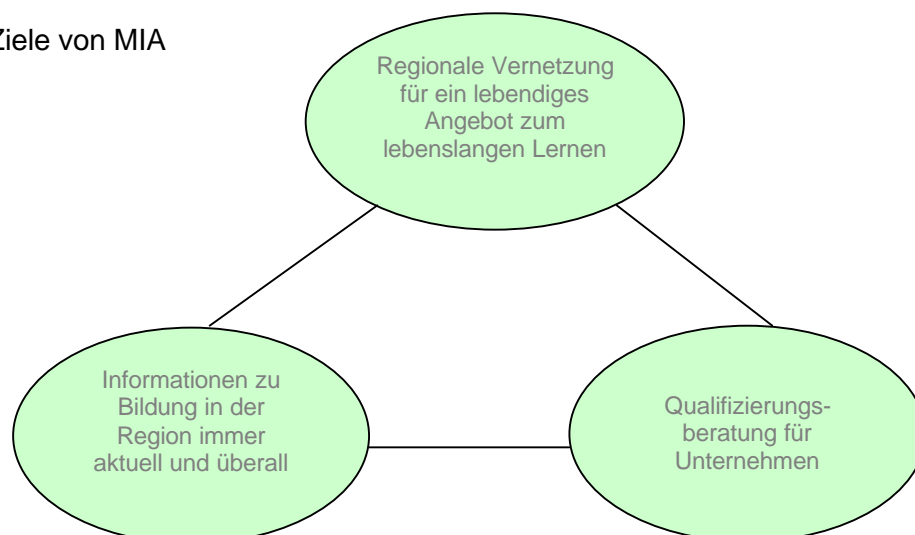 Ziele von MIA
Regionale Vernetzung
für ein lebendiges
Angebot zum
lebenslangen Lernen
Informationen zu
Bildung in der
Region immer
aktuell und überall
Qualifizierungs-
beratung für
Unternehmen